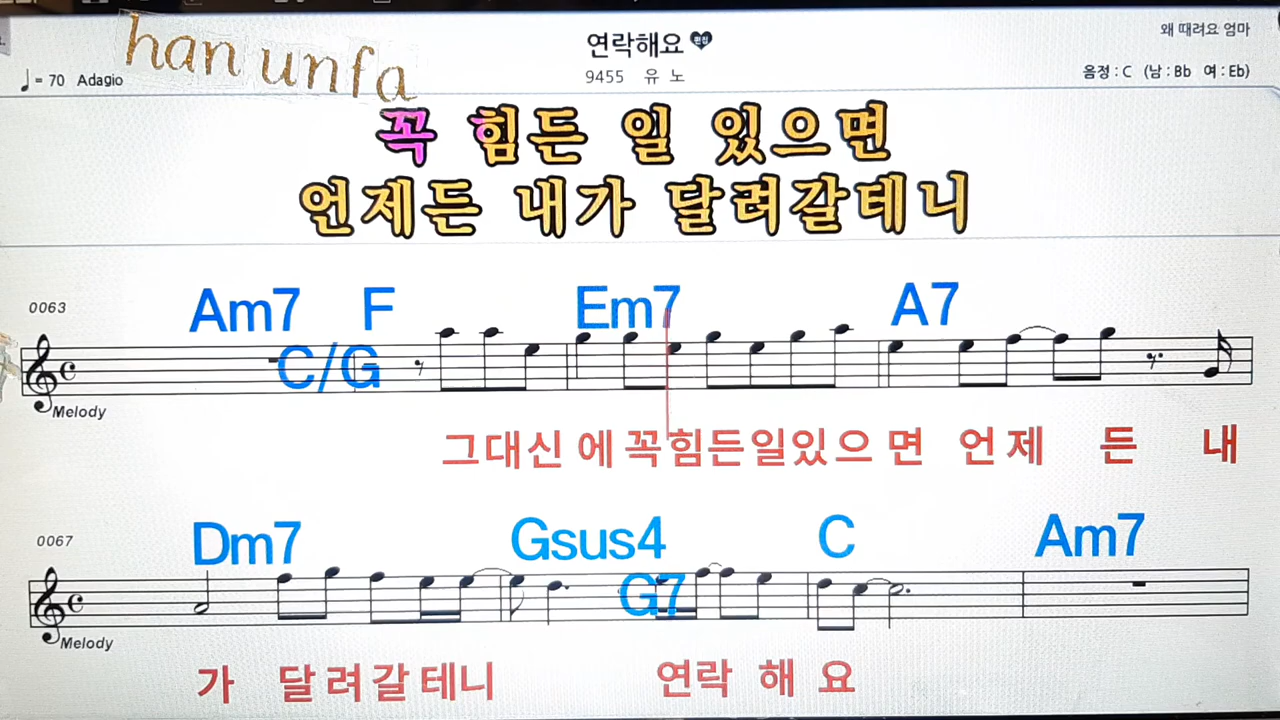 han unfa
연락해요
편집
왜 때려요 엄마
♩= 70 Adagio
9455 유 노
음정 : C (남 : Bb 여 : Eb)
꼭 힘든 일 있으면
언제든 내가 달려갈테니
0063
Am7 F Em7 A7
C/G
Melody
그대신 에 꼭힘든일있으 면 언 제 든 내
0067
Dm7 Gsus4 C Am7
G7
Melody
가 달 려 갈 테니 연락 해 요